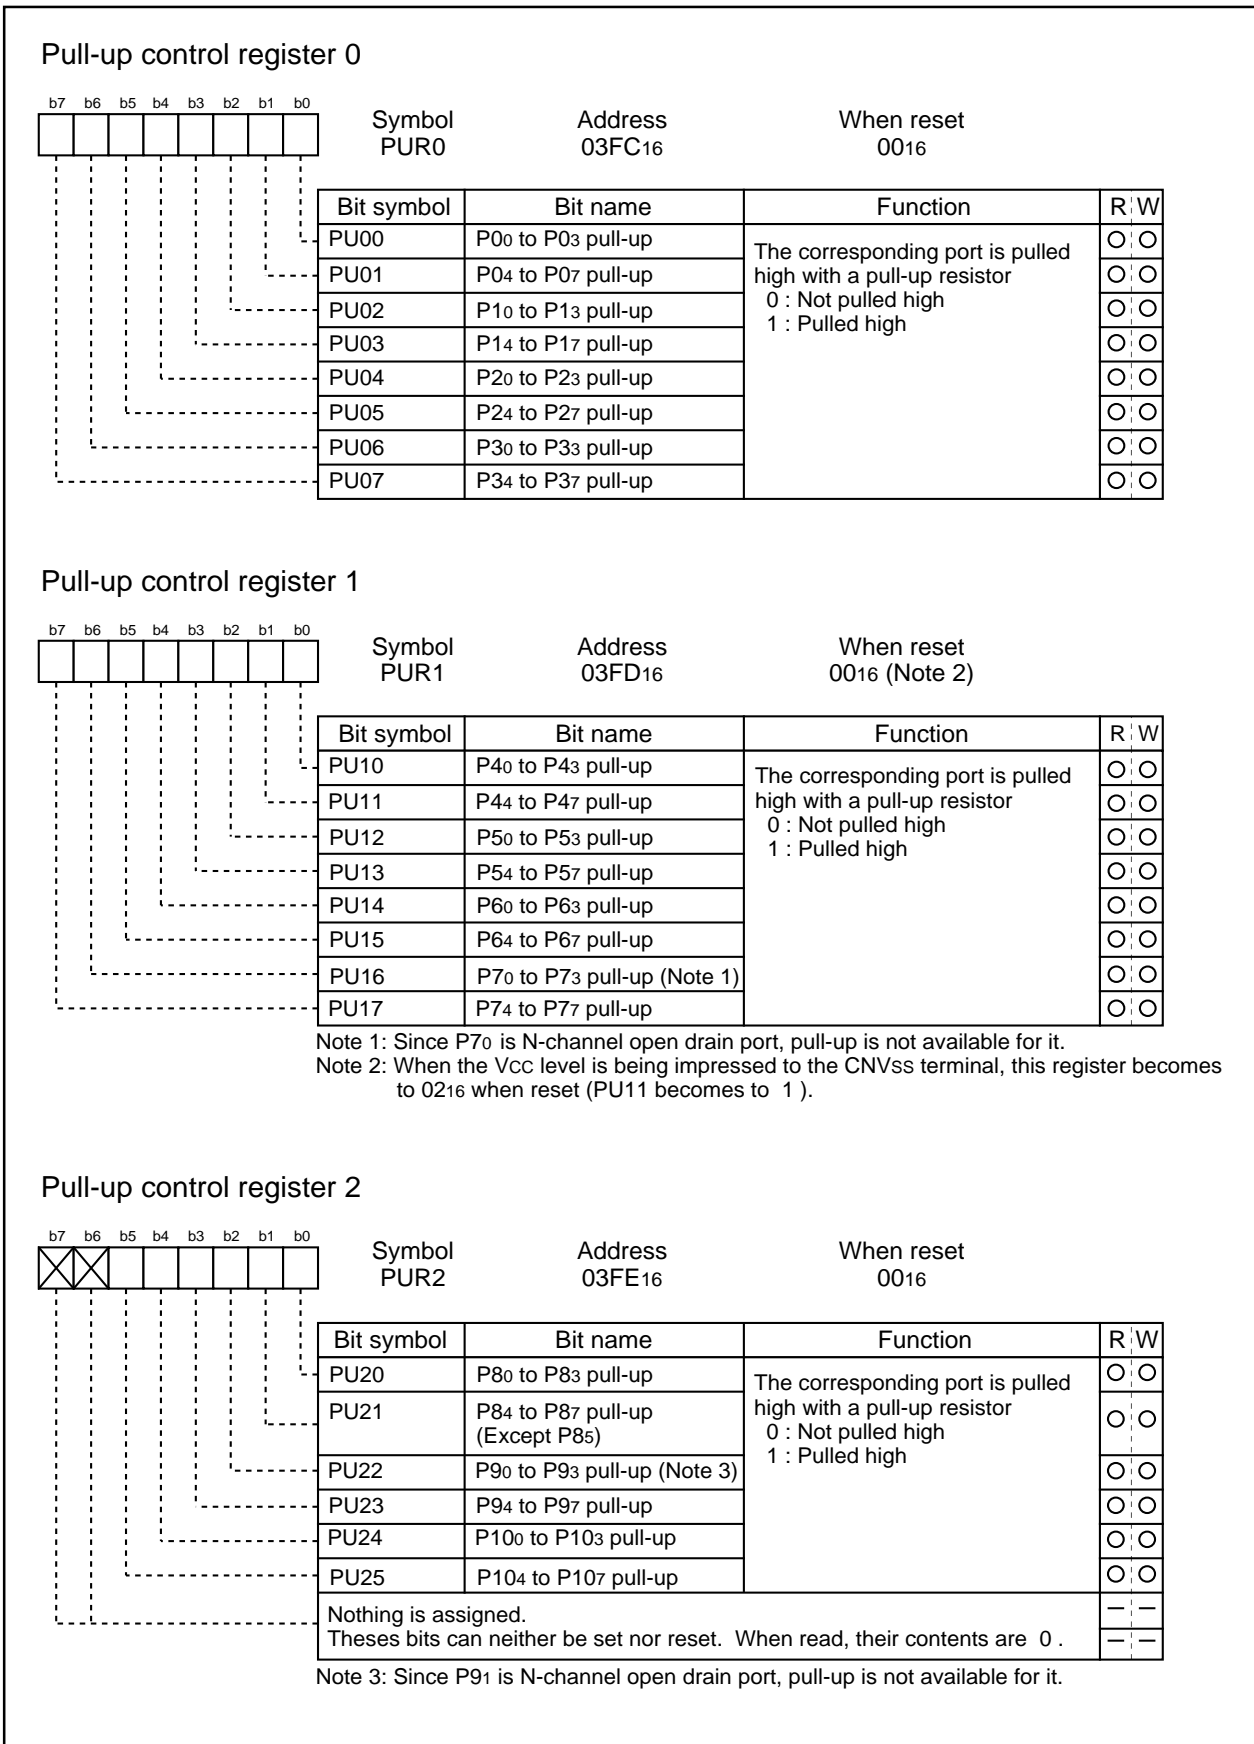 Pull-up control register 0
b7 b6 b5 b4 b3 b2 b1 b0
Symbol Address When reset
PUR0 03FC16 0016
Bit symbol Bit name Function R W
PU00 P00 to P03 pull-up The corresponding port is pulled
PU01 P04 to P07 pull-up high with a pull-up resistor
PU02 P10 to P13 pull-up 0 : Not pulled high
PU03 P14 to P17 pull-up 1 : Pulled high
PU04 P20 to P23 pull-up
PU05 P24 to P27 pull-up
PU06 P30 to P33 pull-up
PU07 P34 to P37 pull-up
Pull-up control register 1
b7 b6 b5 b4 b3 b2 b1 b0
Symbol Address When reset
PUR1 03FD16 0016 (Note 2)
Bit symbol Bit name Function R W
PU10 P40 to P43 pull-up The corresponding port is pulled
PU11 P44 to P47 pull-up high with a pull-up resistor
PU12 P50 to P53 pull-up 0 : Not pulled high
PU13 P54 to P57 pull-up 1 : Pulled high
PU14 P60 to P63 pull-up
PU15 P64 to P67 pull-up
PU16 P70 to P73 pull-up (Note 1)
PU17 P74 to P77 pull-up
Note 1: Since P70 is N-channel open drain port, pull-up is not available for it.
Note 2: When the VCC level is being impressed to the CNVSS terminal, this register becomes
to 0216 when reset (PU11 becomes to 1 ).
Pull-up control register 2
b7 b6 b5 b4 b3 b2 b1 b0
Symbol Address When reset
PUR2 03FE16 0016
Bit symbol Bit name Function R W
PU20 P80 to P83 pull-up The corresponding port is pulled
PU21 P84 to P87 pull-up high with a pull-up resistor
(Except P85) 0 : Not pulled high
PU22 P90 to P93 pull-up (Note 3) 1 : Pulled high
PU23 P94 to P97 pull-up
PU24 P100 to P103 pull-up
PU25 P104 to P107 pull-up
Nothing is assigned.
Theses bits can neither be set nor reset. When read, their contents are 0 .
Note 3: Since P91 is N-channel open drain port, pull-up is not available for it.